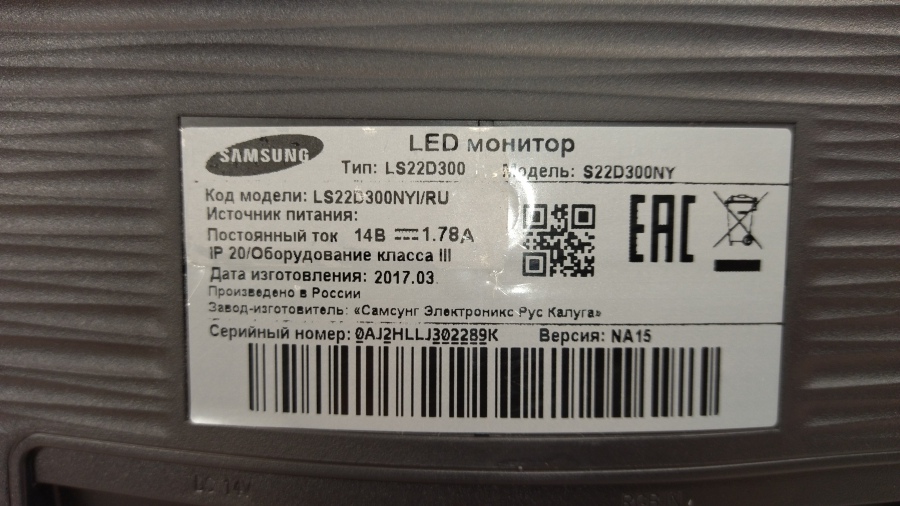 LED монитор
SAMSUNG
Тип: LS22D300 Модель: S22D300NY
Код модели: LS22D300NYI/RU
Источник питания:
Постоянный ток 14В ⎓ 1.78А
IP 20/Оборудование класса III
EAC
Дата изготовления: 2017.03.
Произведено в России
Завод-изготовитель: «Самсунг Электроникс Рус Калуга»
Серийный номер: 0AJ2HLLJ302289K Версия: NA15
DC 14V